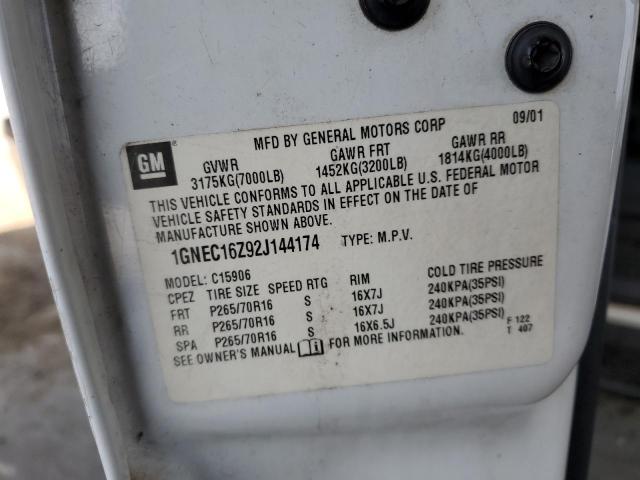 MFD BY GENERAL MOTORS CORP 09/01
GM
GVWR GAWR FRT GAWR RR
3175KG(7000LB) 1452KG(3200LB) 1814KG(4000LB)
THIS VEHICLE CONFORMS TO ALL APPLICABLE U.S. FEDERAL MOTOR
VEHICLE SAFETY STANDARDS IN EFFECT ON THE DATE OF
MANUFACTURE SHOWN ABOVE.
1GNEC16Z92J144174 TYPE: M.P.V.
MODEL: C15906
CPEZ TIRE SIZE SPEED RTG RIM COLD TIRE PRESSURE
FRT P265/70R16 S 16X7J 240KPA(35PSI)
RR P265/70R16 S 16X7J 240KPA(35PSI)
SPA P265/70R16 S 16X6.5J 240KPA(35PSI)
SEE OWNER'S MANUAL i FOR MORE INFORMATION.
F 122
T 407